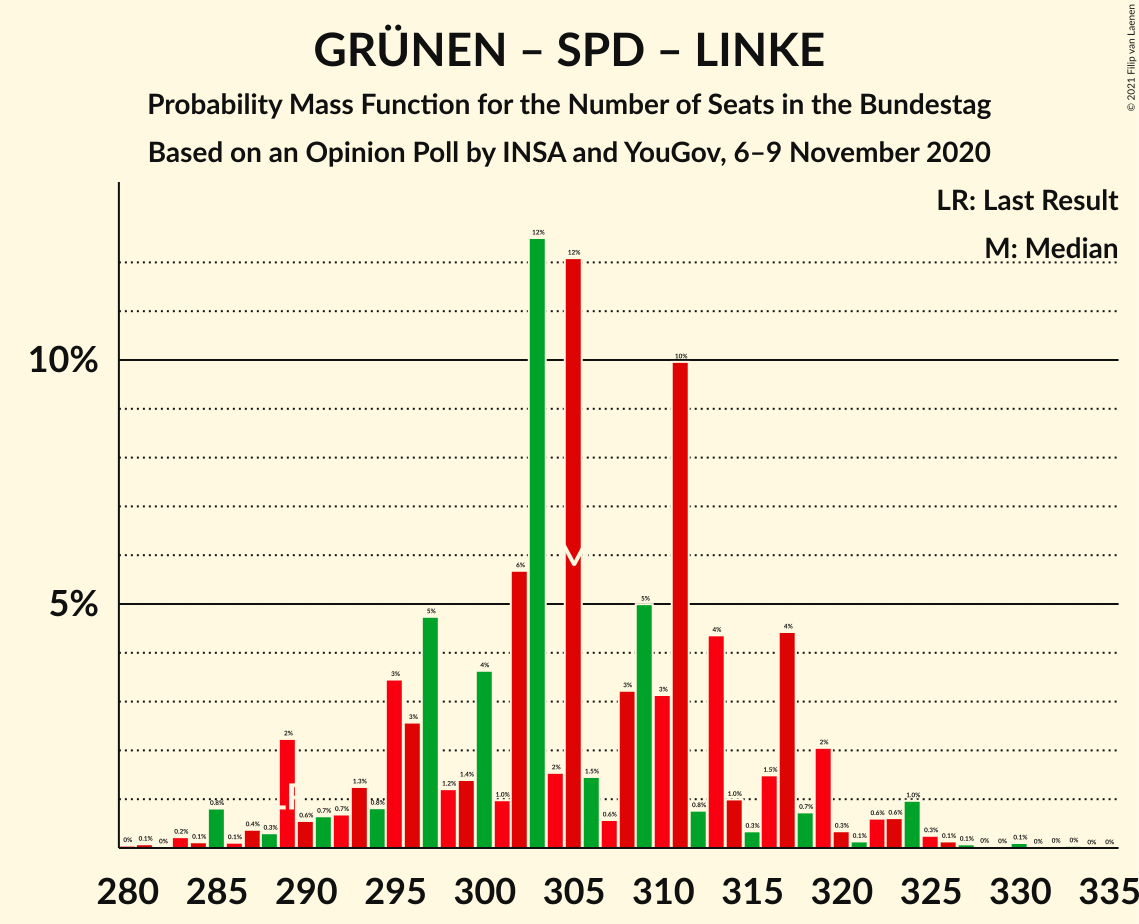 GRÜNEN – SPD – LINKE
Probability Mass Function for the Number of Seats in the Bundestag
Based on an Opinion Poll by INSA and YouGov, 6–9 November 2020
© 2021 Filip van Laenen
LR: Last Result
M: Median
10%
5%
0% 0.1% 0% 0.2% 0.1% 0.8% 0.1% 0.4% 0.3% 2% 0.6% 0.7% 0.7% 1.3% 0.8% 3% 3% 5% 1.2% 1.4% 4% 1.0% 6% 12% 2% 12% 1.5% 0.6% 3% 5% 3% 10% 0.8% 4% 1.0% 0.3% 1.5% 4% 0.7% 2% 0.3% 0.1% 0.6% 0.6% 1.0% 0.3% 0.1% 0.1% 0% 0% 0.1% 0% 0% 0% 0% 0%
M
280 285 290 295 300 305 310 315 320 325 330 335